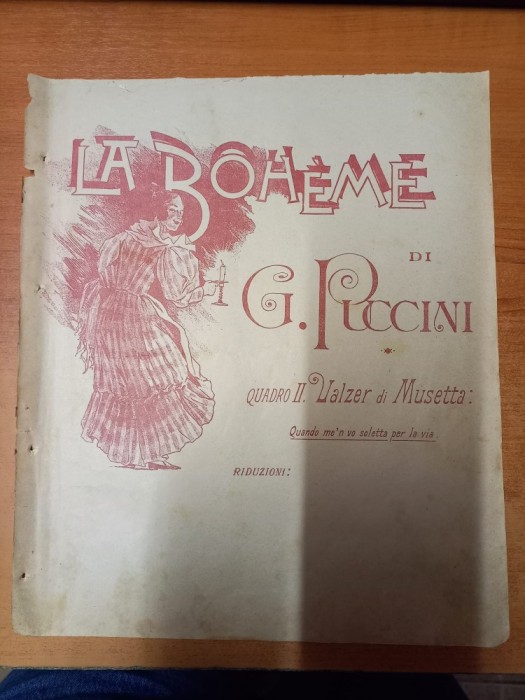 LA BOHÈME
DI
G. PUCCINI
QUADRO II. Valzer di Musetta:
Quando me'n vo soletta per la via.
RIDUZIONI: